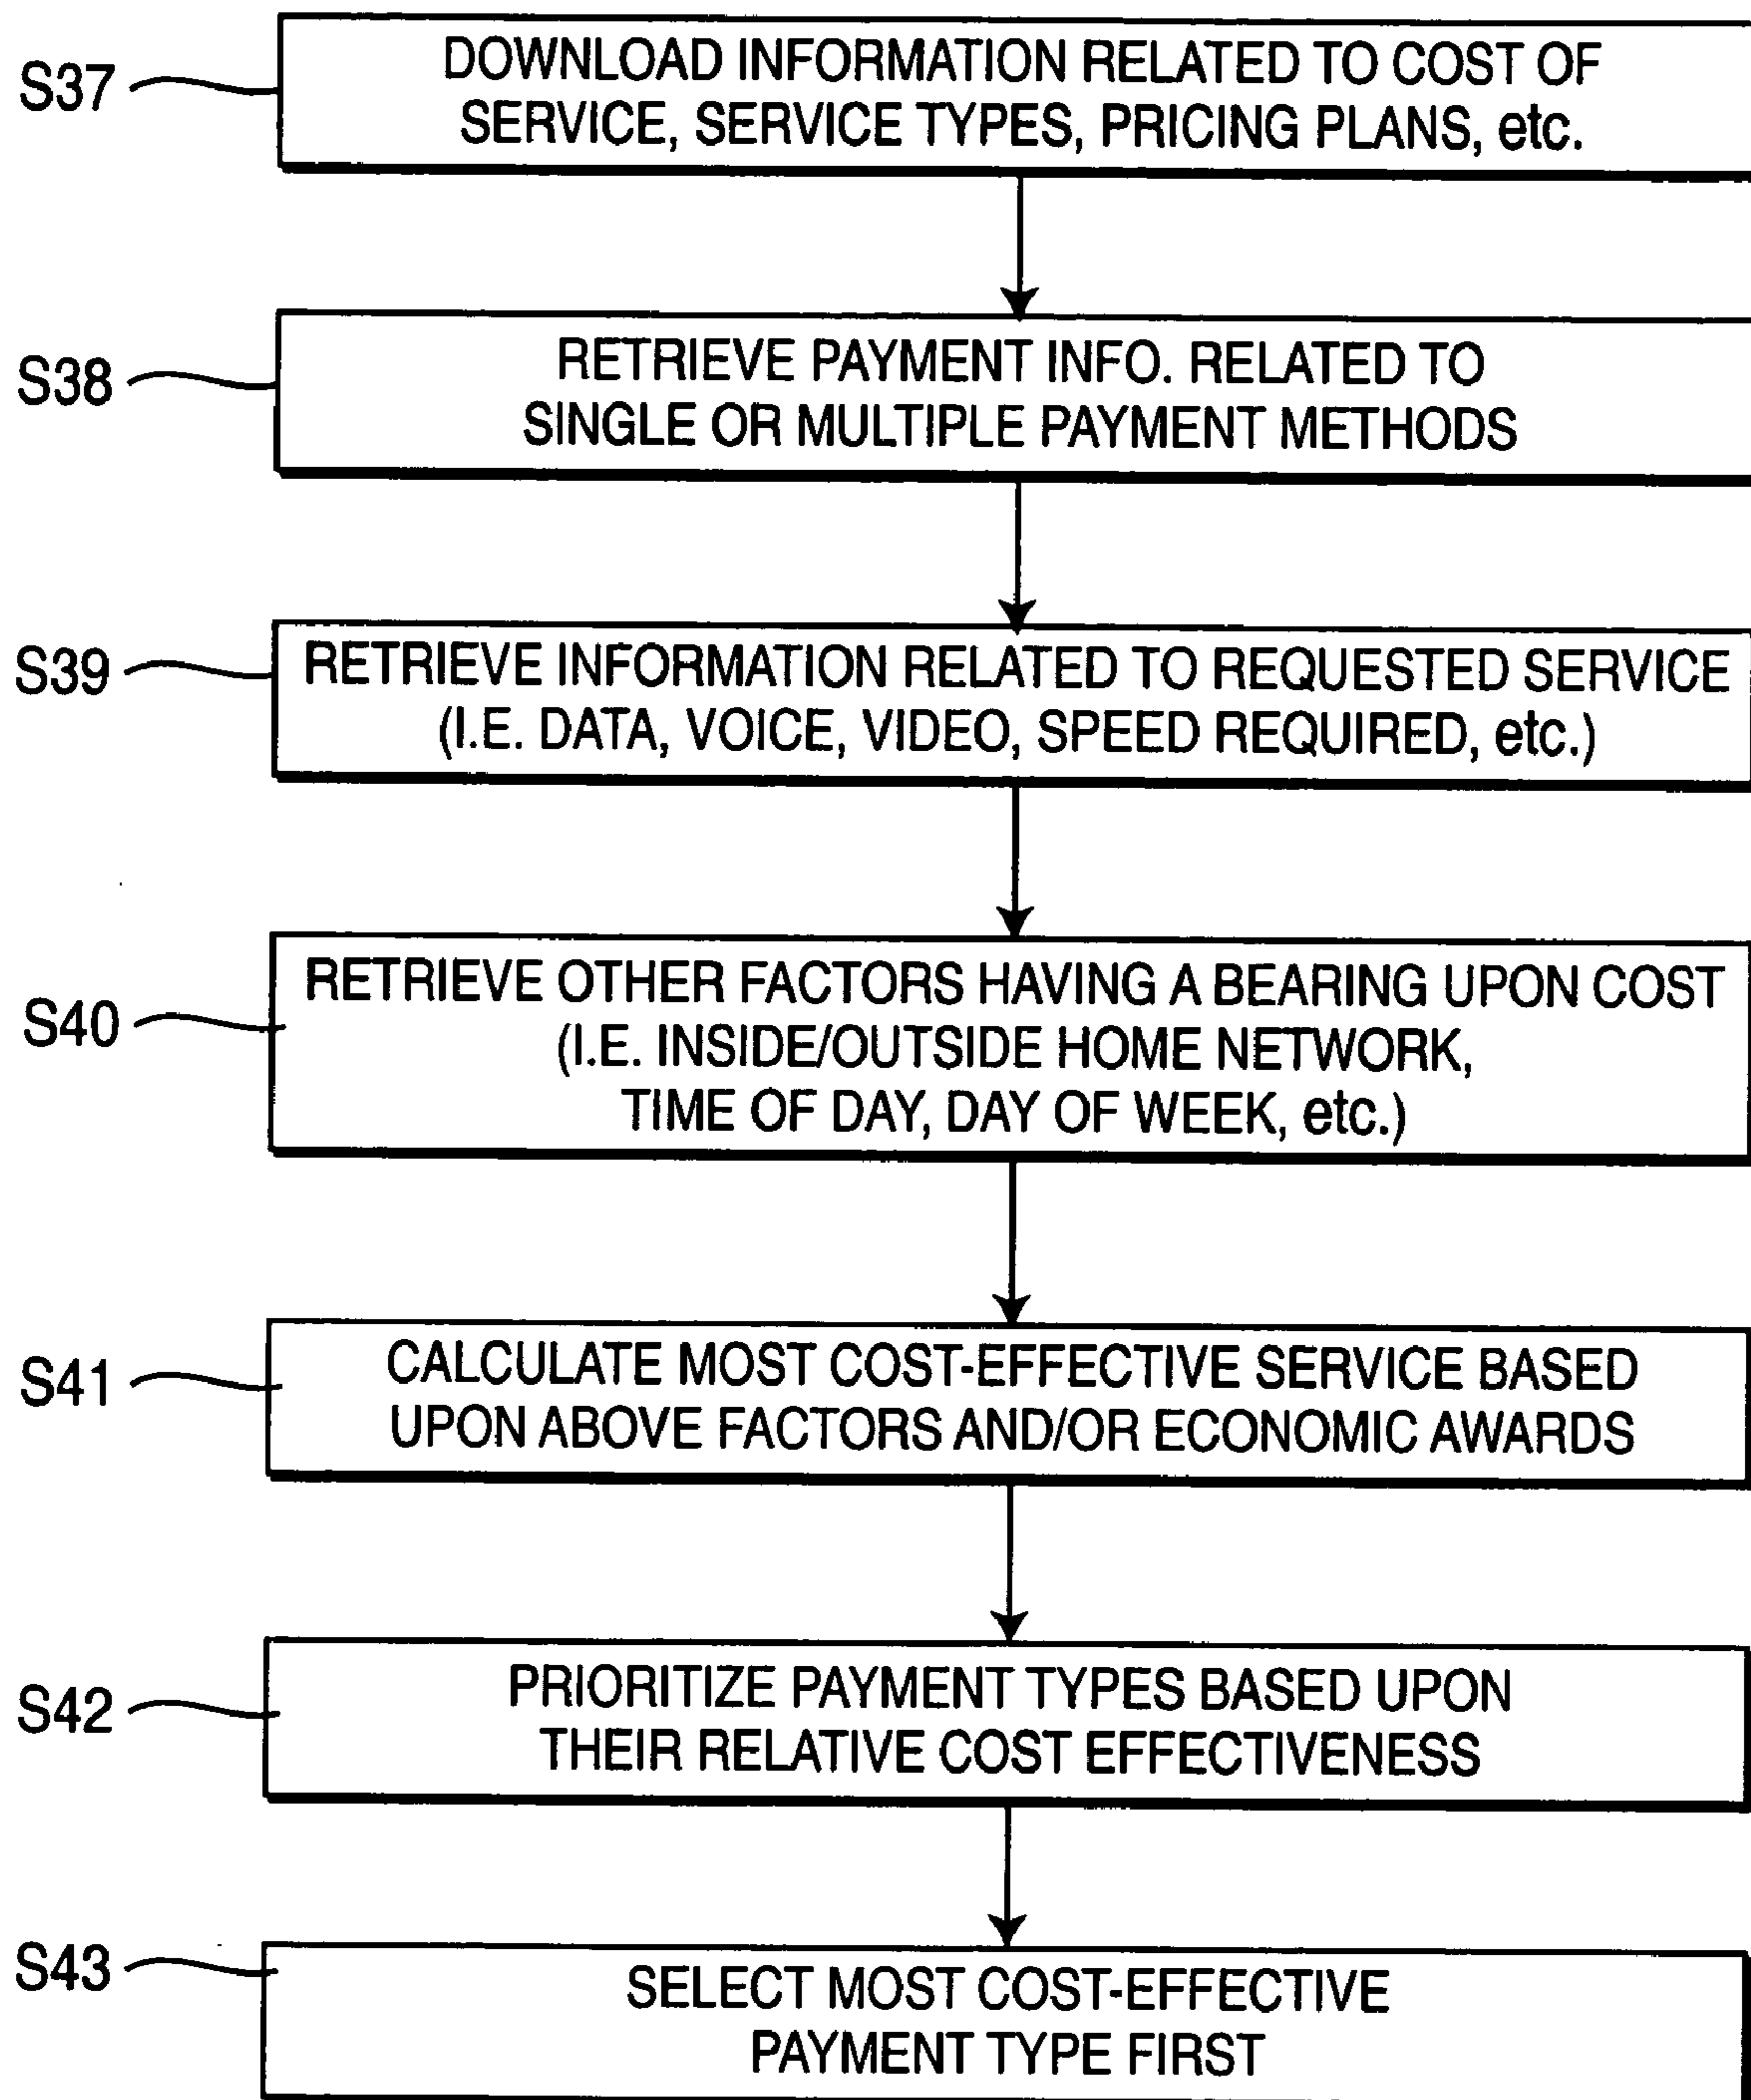 S37
DOWNLOAD INFORMATION RELATED TO COST OF
SERVICE, SERVICE TYPES, PRICING PLANS, etc.
S38
RETRIEVE PAYMENT INFO. RELATED TO
SINGLE OR MULTIPLE PAYMENT METHODS
S39
RETRIEVE INFORMATION RELATED TO REQUESTED SERVICE
(I.E. DATA, VOICE, VIDEO, SPEED REQUIRED, etc.)
S40
RETRIEVE OTHER FACTORS HAVING A BEARING UPON COST
(I.E. INSIDE/OUTSIDE HOME NETWORK,
TIME OF DAY, DAY OF WEEK, etc.)
S41
CALCULATE MOST COST-EFFECTIVE SERVICE BASED
UPON ABOVE FACTORS AND/OR ECONOMIC AWARDS
S42
PRIORITIZE PAYMENT TYPES BASED UPON
THEIR RELATIVE COST EFFECTIVENESS
S43
SELECT MOST COST-EFFECTIVE
PAYMENT TYPE FIRST